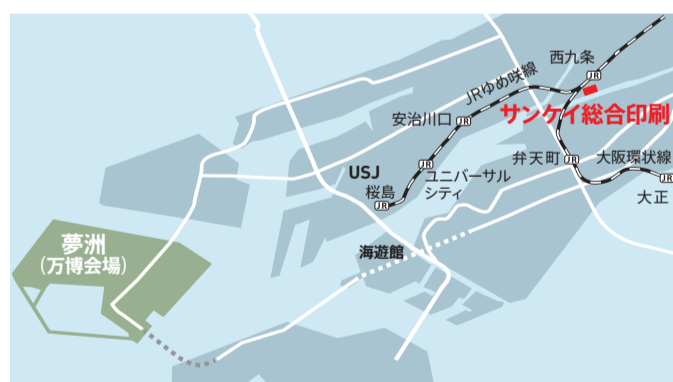 西九条
JR
JRゆめ咲線
サンケイ総合印刷
安治川口
JR
弁天町
JR
大阪環状線
JR
大正
USJ
桜島
JR
JR
ユニバーサル
シティ
海遊館
夢洲
(万博会場)